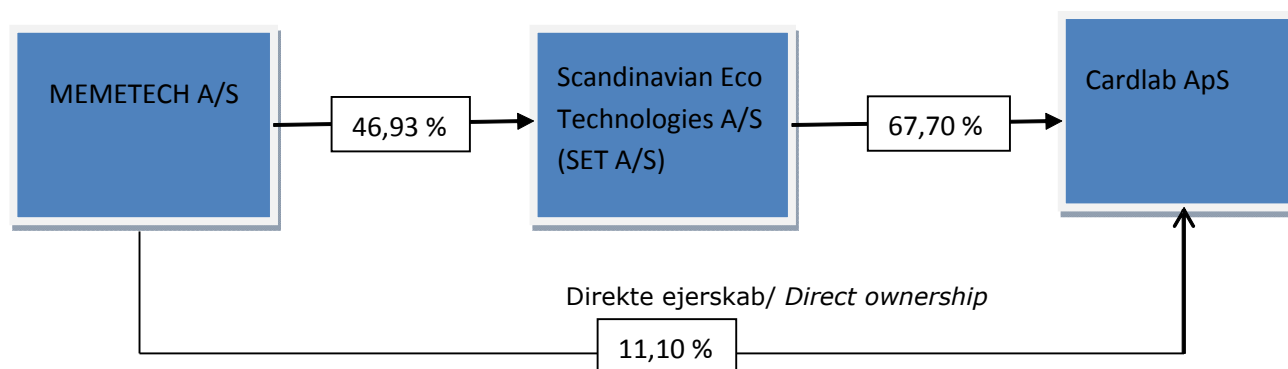 MEMETECH A/S
46,93 %
Scandinavian Eco
Technologies A/S
(SET A/S)
67,70 %
Cardlab ApS
Direkte ejerskab/ Direct ownership
11,10 %